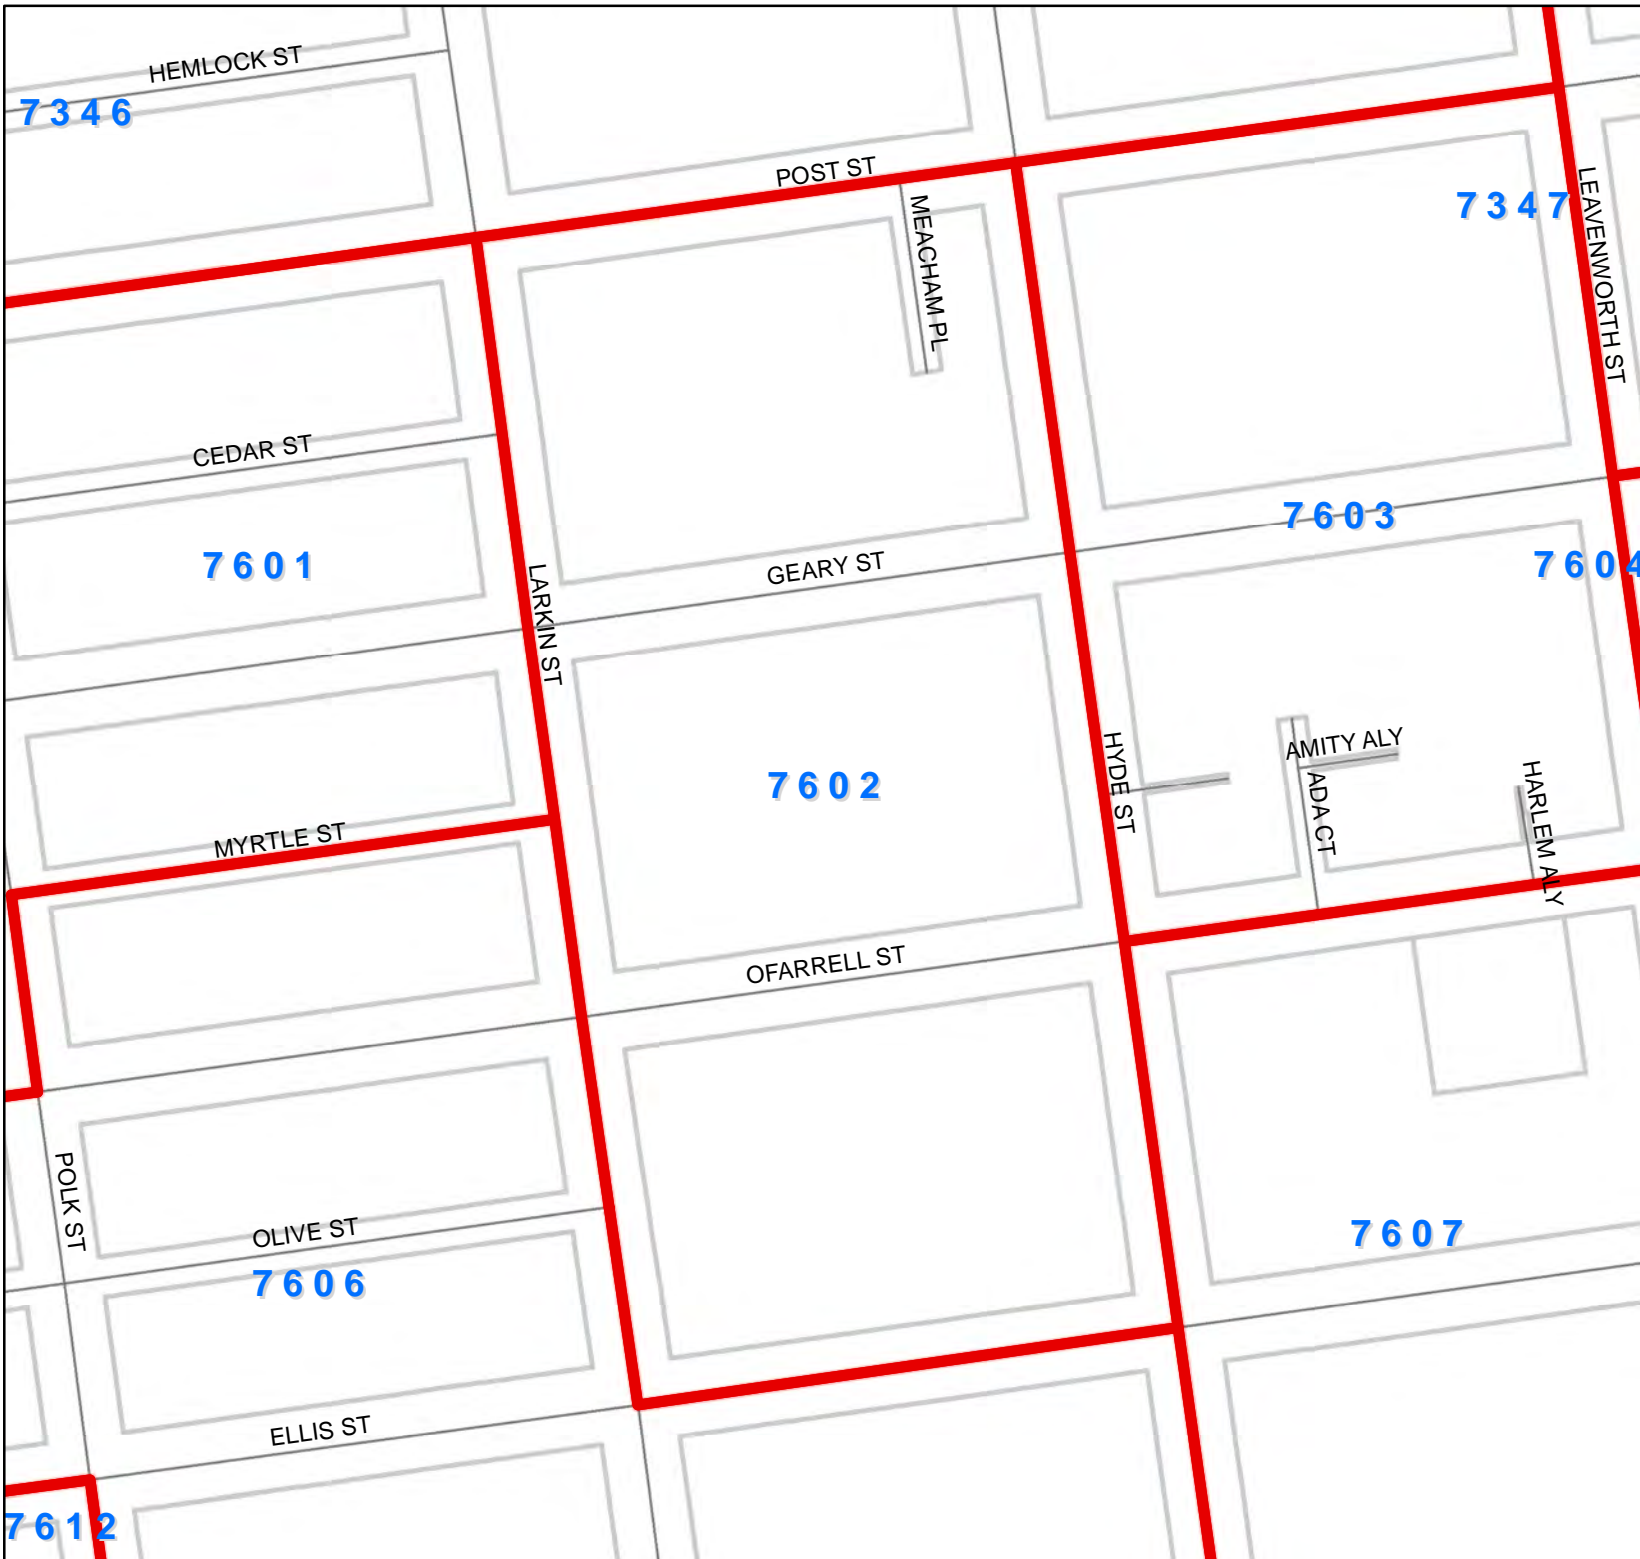 HEMLOCK ST
7346
POST ST
MEACHAM PL
7347
LEAVENWORTH ST
CEDAR ST
7601
GEARY ST
7603
7604
LARKIN ST
7602
HYDE ST
AMITY ALY
ADA CT
HARLEM ALY
MYRTLE ST
OFARRELL ST
POLK ST
OLIVE ST
7606
7607
ELLIS ST
7612